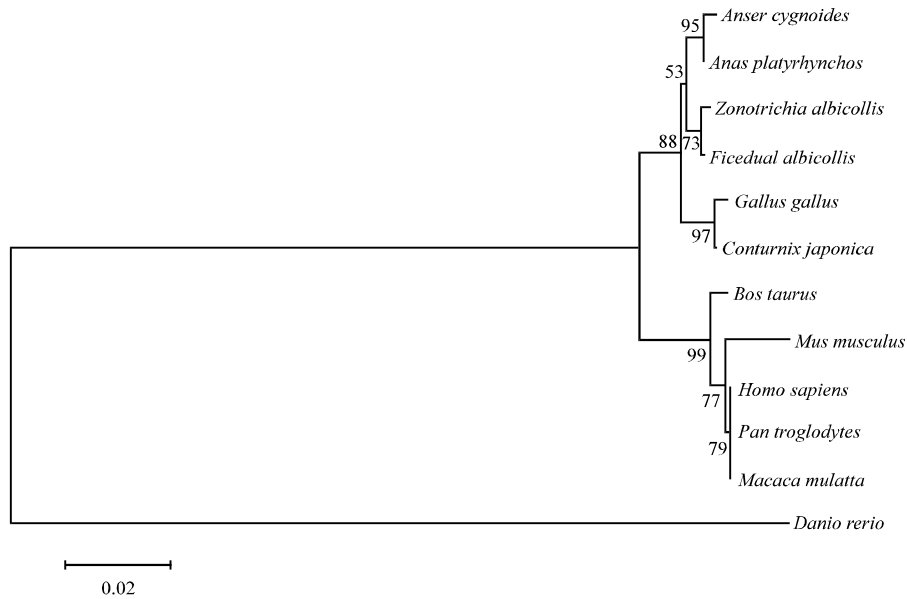 Anser cygnoides
95
Anas platyrhynchos
53
Zonotrichia albicollis
88
73
Ficedual albicollis
Gallus gallus
97
Conturnix japonica
Bos taurus
Mus musculus
99
Homo sapiens
77
Pan troglodytes
79
Macaca mulatta
Danio rerio
0.02